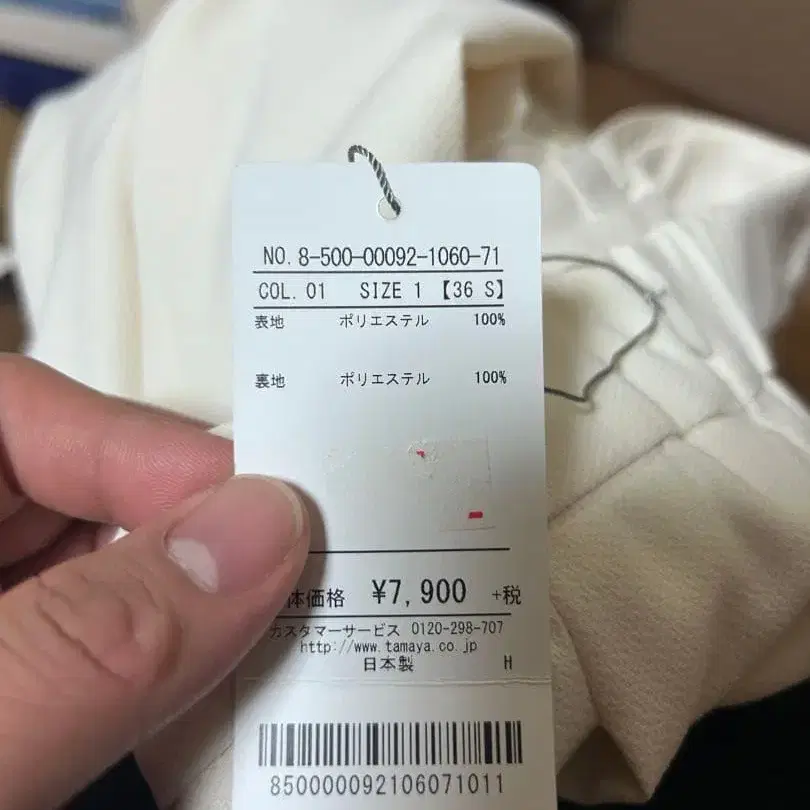 NO. 8-500-00092-1060-71
COL. 01 SIZE 1 【36 S】
表地 ポリエステル 100%
裏地 ポリエステル 100%
体価格 ¥7,900 +税
カスタマーサービス 0120-298-707
http://www.tamaya.co.jp
日本製 H
850000092106071011